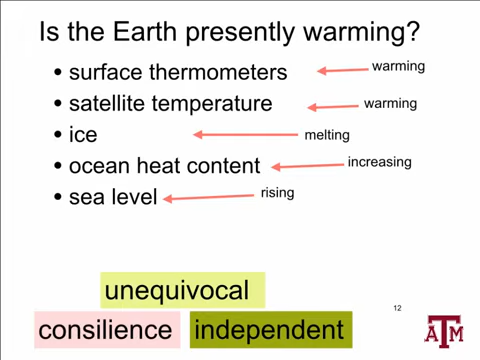 Is the Earth presently warming?
• surface thermometers warming
• satellite temperature warming
• ice melting
• ocean heat content increasing
• sea level rising
unequivocal
consilience independent
12
ATM